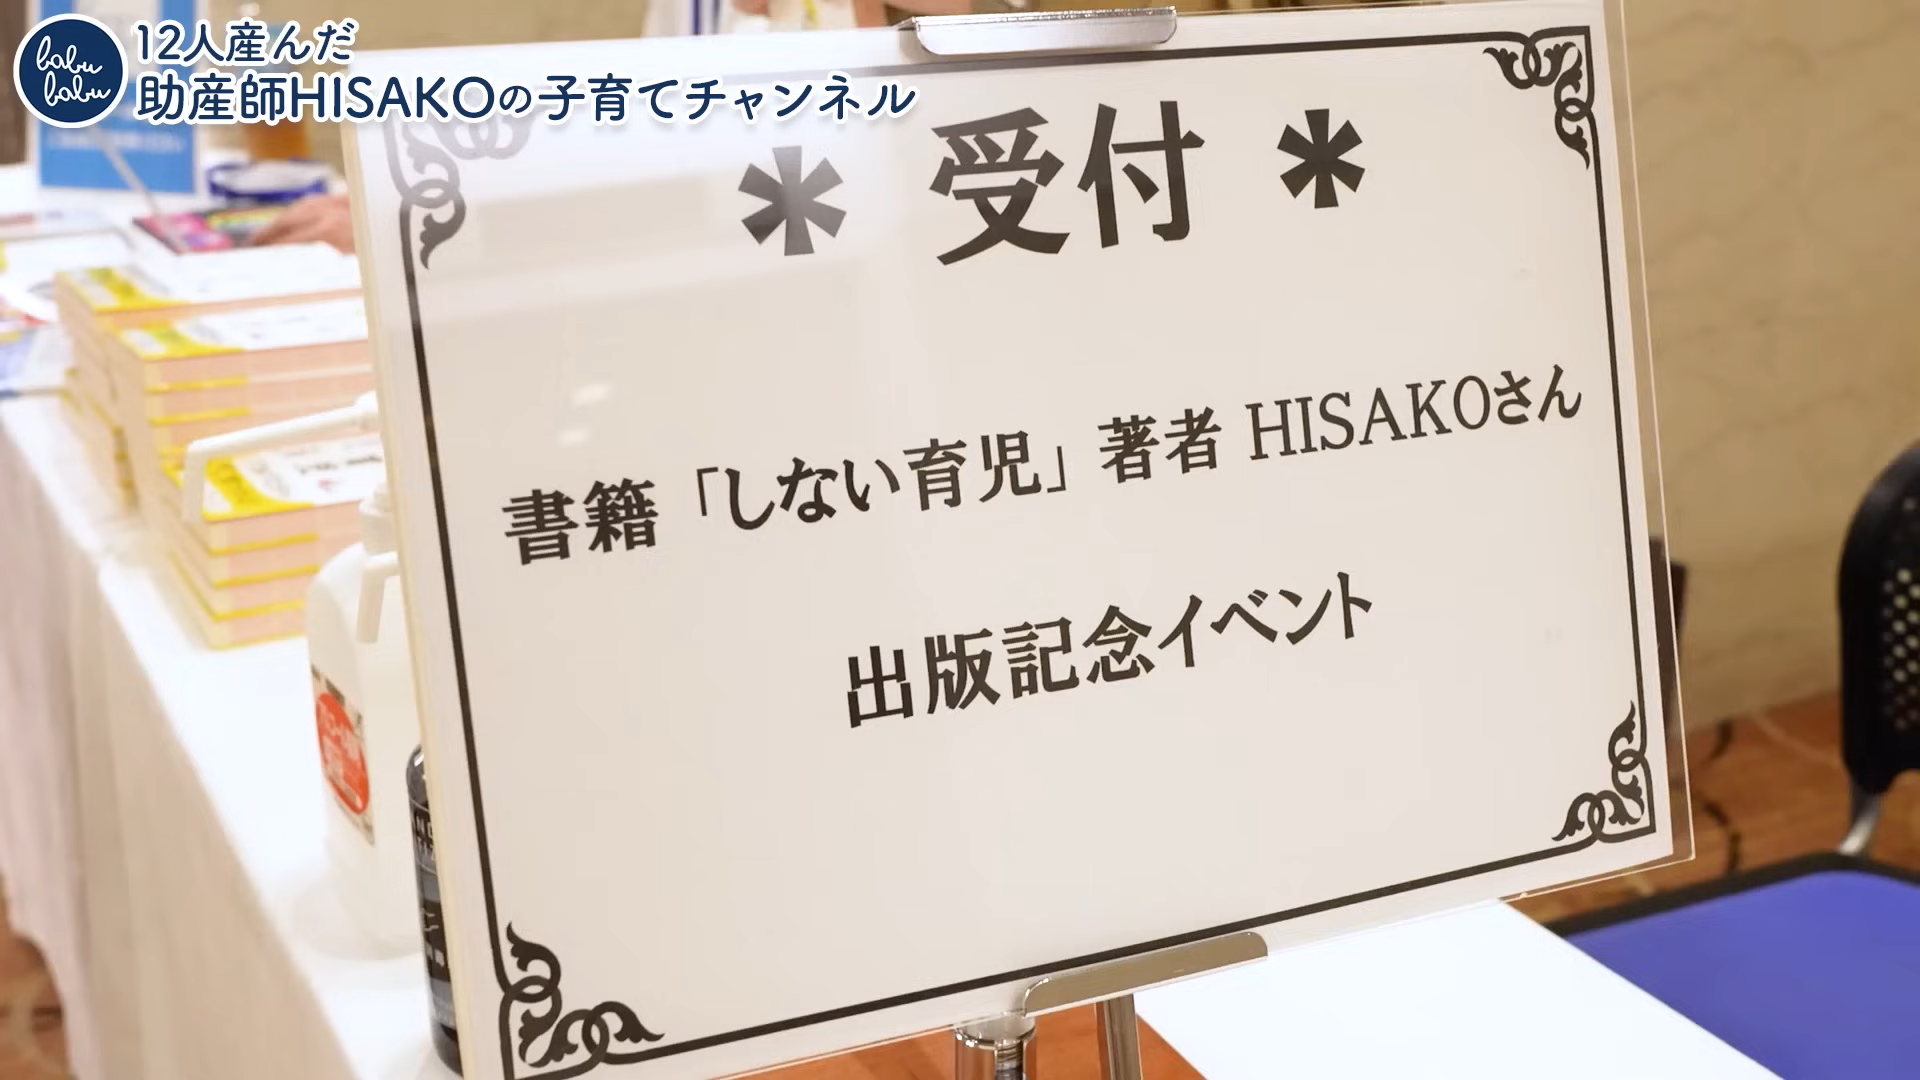 babu
babu
12人産んだ
助産師HISAKOの子育てチャンネル
* 受付 *
書籍「しない育児」著者 HISAKOさん
出版記念イベント